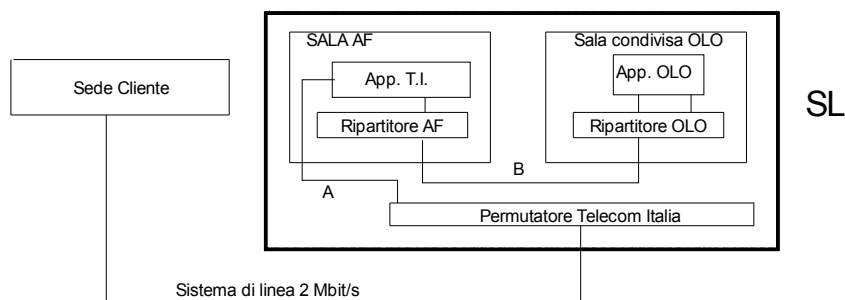 SALA AF
Sala condivisa OLO
Sede Cliente
App. T.I.
App. OLO
SL
Ripartitore AF
Ripartitore OLO
A
B
Permutatore Telecom Italia
Sistema di linea 2 Mbit/s